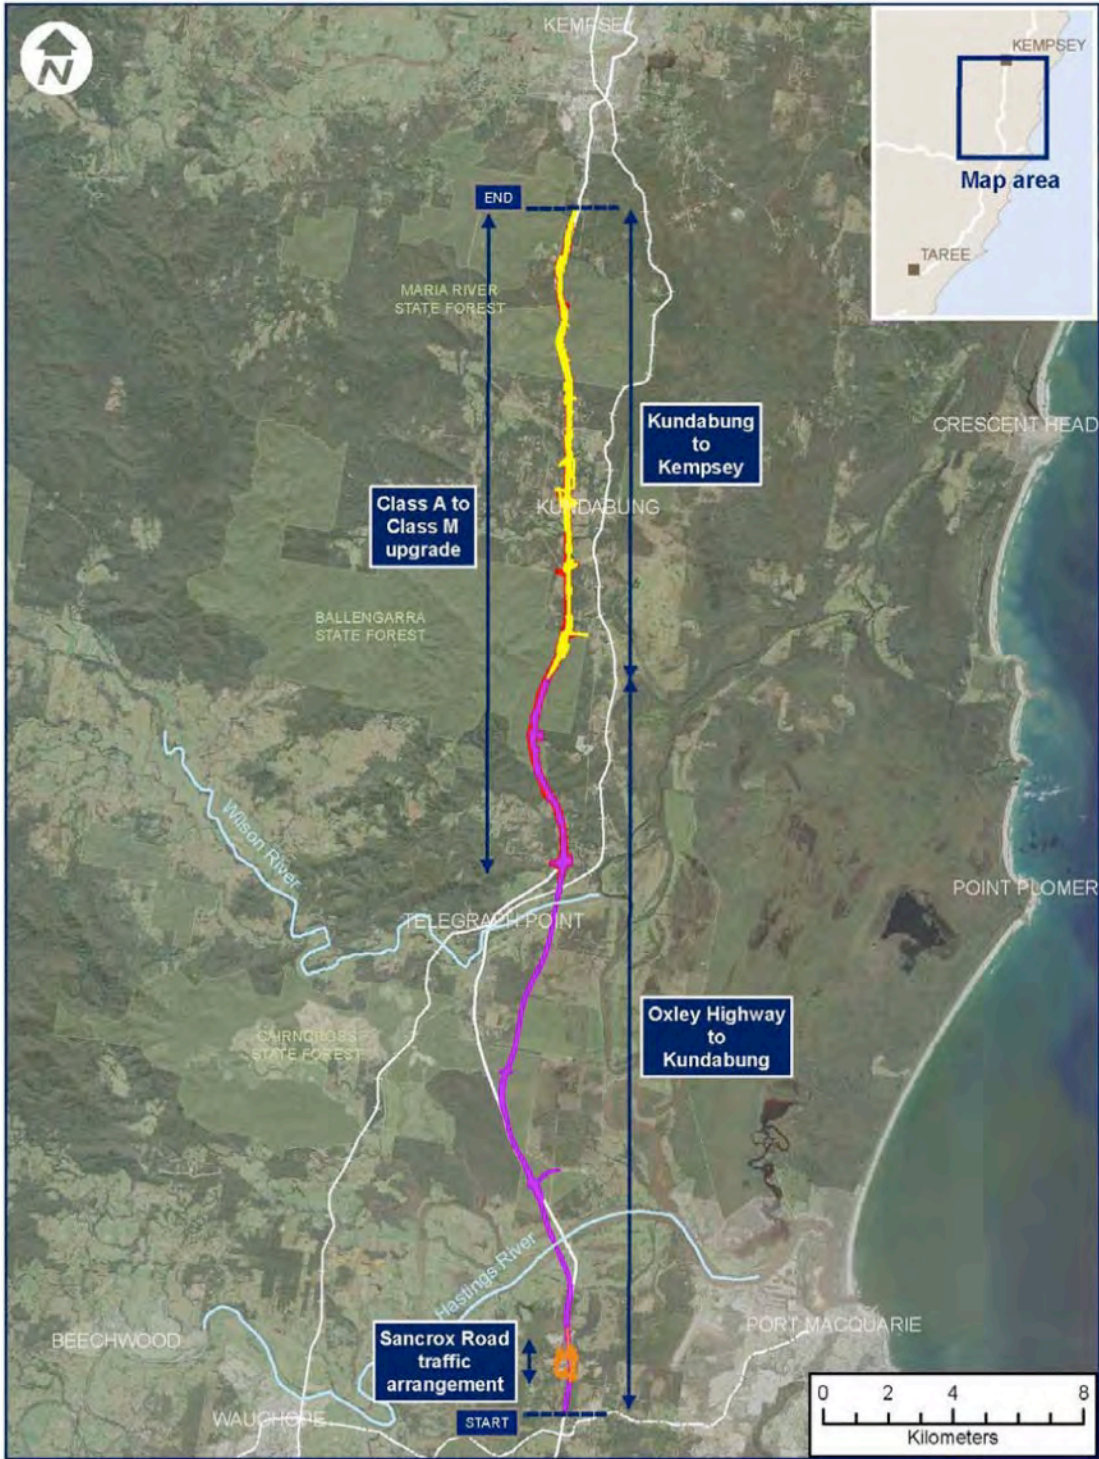 N
KEMPSEY
KEMPSEY
Map area
TAREE
END
MARIA RIVER
STATE FOREST
Kundabung
to
Kempsey
CRESCENT HEAD
Class A to
Class M
upgrade
KUNDABUNG
BALLENGARRA
STATE FOREST
Wilson River
POINT PLOMER
TELEGRAPH POINT
Oxley Highway
to
Kundabung
CAIRNCROSS
STATE FOREST
Hastings River
BEECHWOOD
Sancrox Road
traffic
arrangement
PORT MACQUARIE
WAUCHOPE
START
0 2 4 8
Kilometers